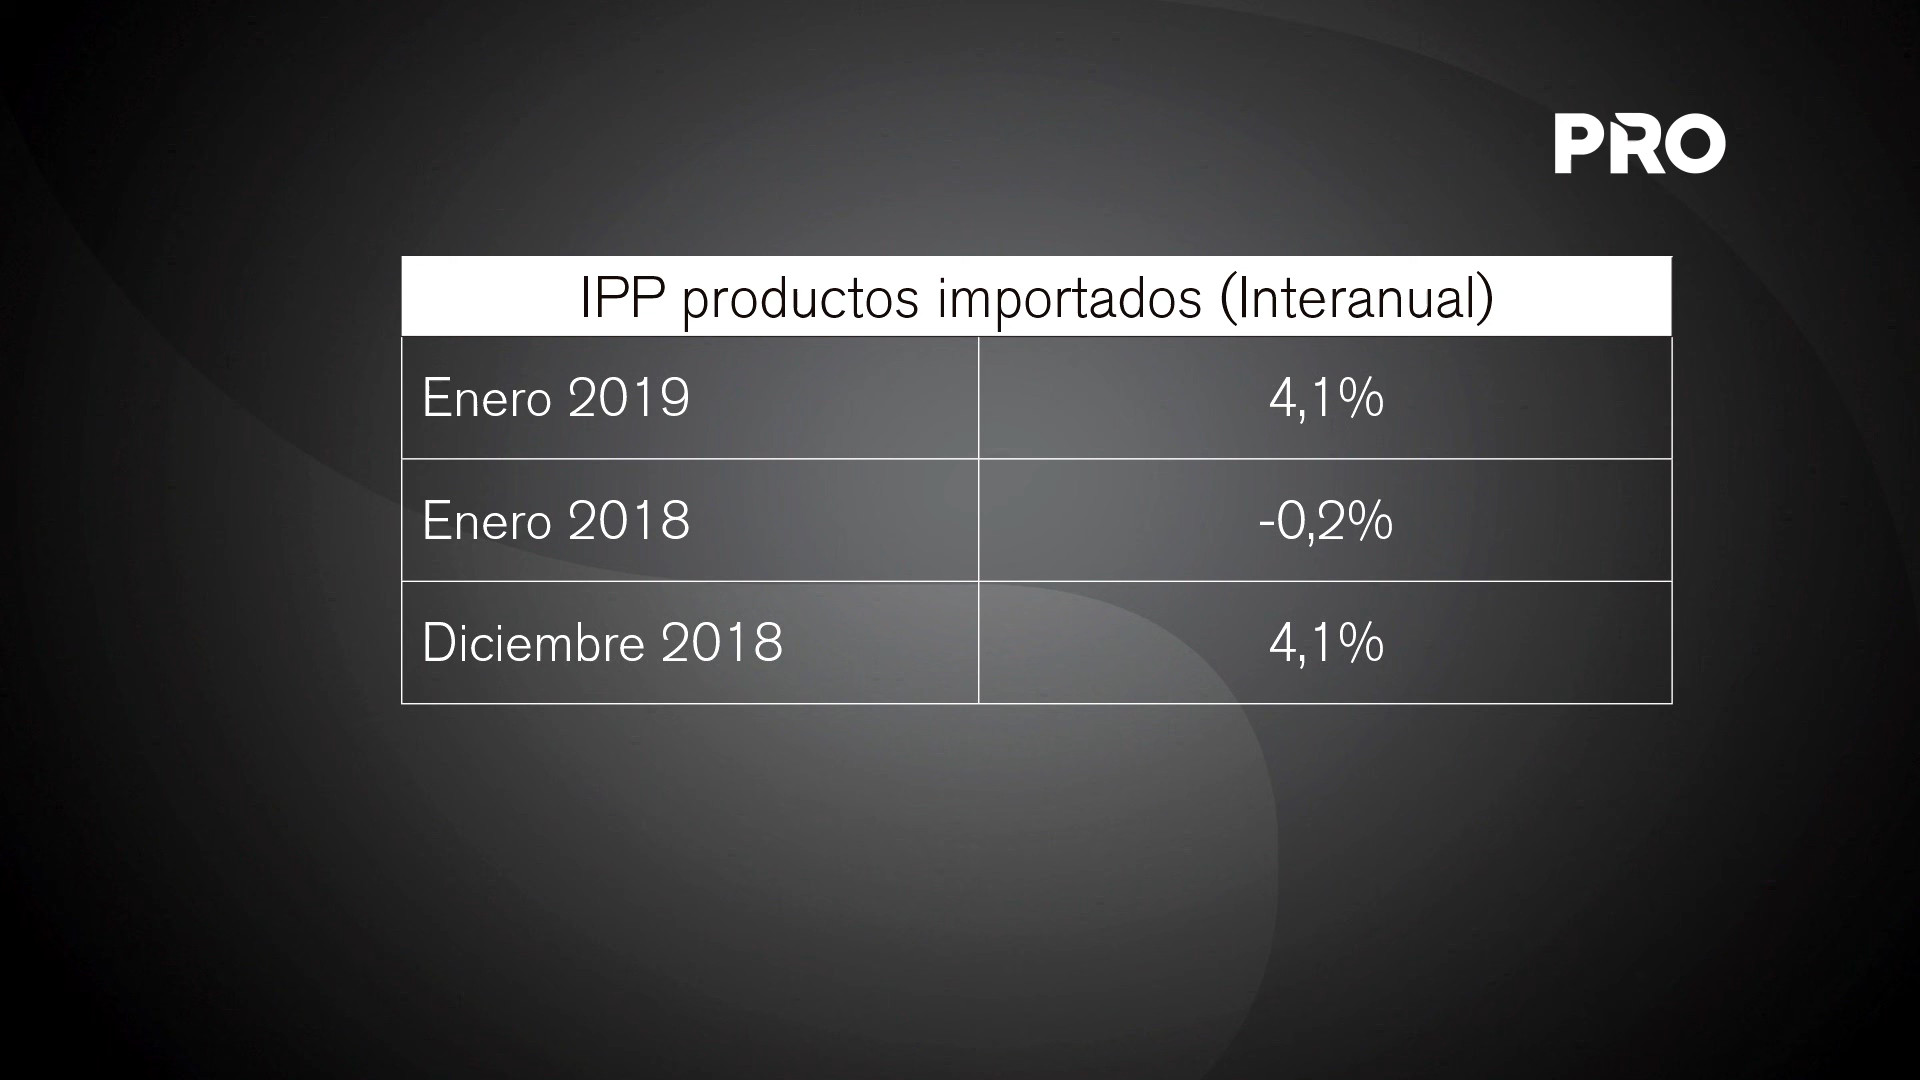 PRO
IPP productos importados (Interanual)
Enero 2019 4,1%
Enero 2018 -0,2%
Diciembre 2018 4,1%